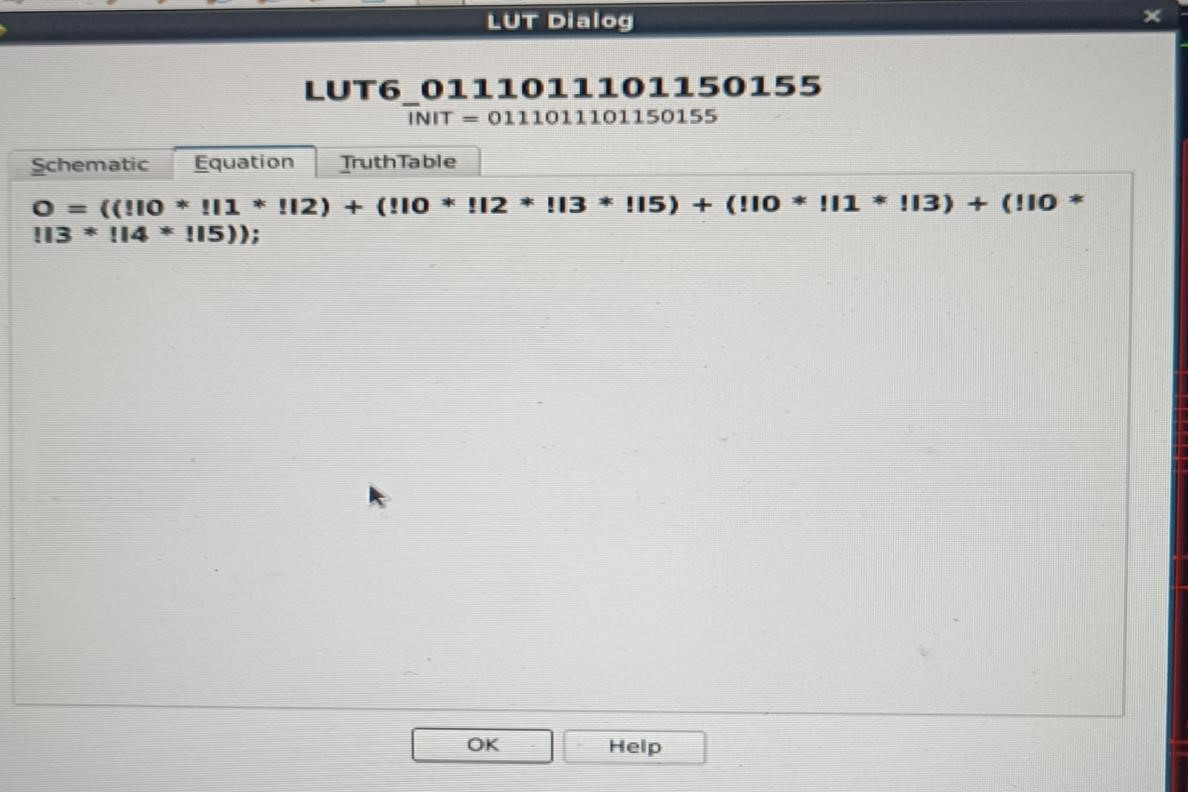 LUT Dialog
LUT6_0111011101150155
INIT = 0111011101150155
Schematic Equation TruthTable
O = ((!I0 * !I1 * !I2) + (!I0 * !I2 * !I3 * !I5) + (!I0 * !I1 * !I3) + (!I0 *
!I3 * !I4 * !I5));
OK Help